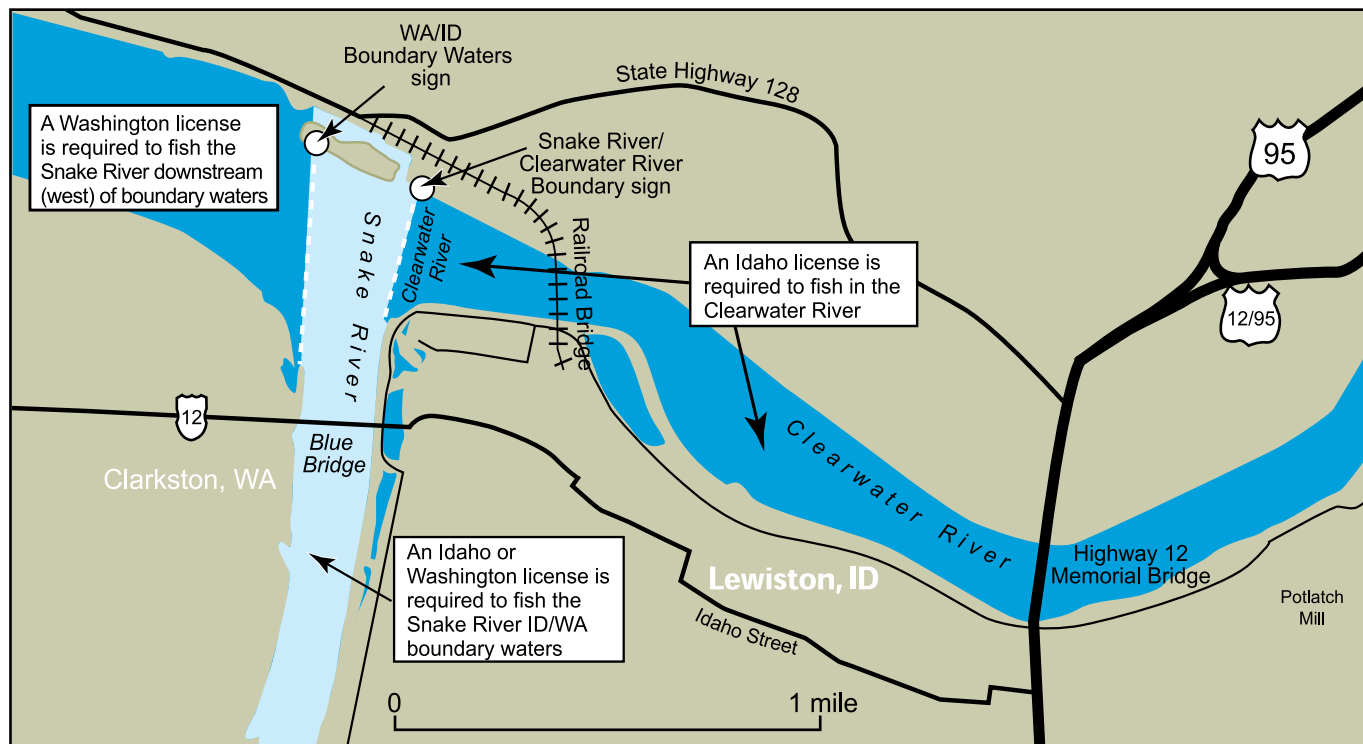 WA/ID
Boundary Waters
sign
State Highway 128
A Washington license
is required to fish the
Snake River downstream
(west) of boundary waters
Snake River/
Clearwater River
Boundary sign
95
Snake River
Clearwater
River
Railroad Bridge
An Idaho license is
required to fish in the
Clearwater River
12/95
12
Blue
Bridge
Clarkston, WA
Clearwater River
An Idaho or
Washington license is
required to fish the
Snake River ID/WA
boundary waters
Lewiston, ID
Highway 12
Memorial Bridge
Potlatch
Mill
Idaho Street
0
1 mile